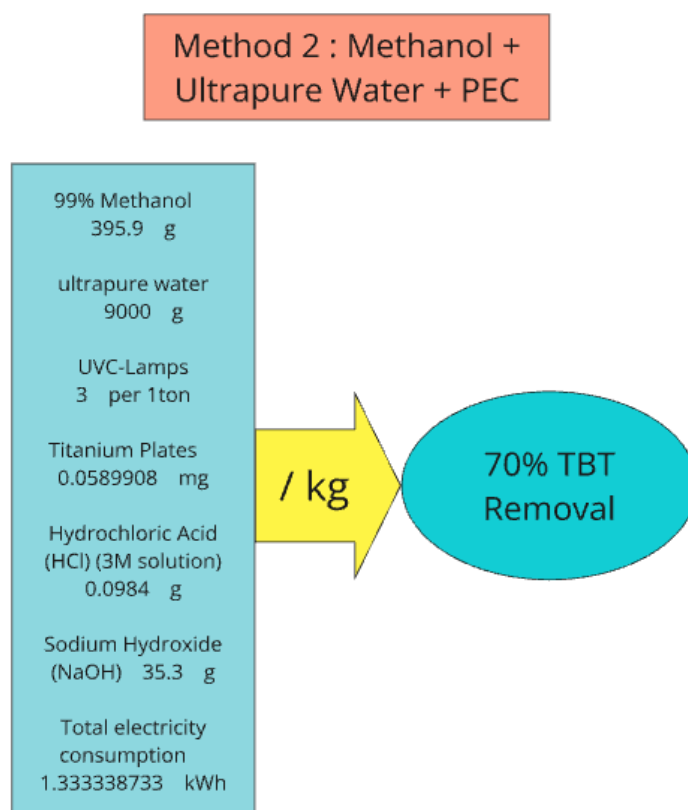 Method 2 : Methanol +
Ultrapure Water + PEC
99% Methanol
395.9 g
ultrapure water
9000 g
UVC-Lamps
3 per 1ton
Titanium Plates
0.0589908 mg
Hydrochloric Acid
(HCl) (3M solution)
0.0984 g
Sodium Hydroxide
(NaOH) 35.3 g
Total electricity
consumption
1.333338733 kWh
/ kg
70% TBT
Removal